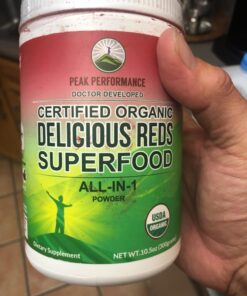 PEAK PERFORMANCE
DOCTOR DEVELOPED
CERTIFIED ORGANIC
DELICIOUS REDS
SUPERFOOD
ALL-IN-1
POWDER
USDA
ORGANIC
Dietary Supplement
NET WT. 10.5oz (300g)